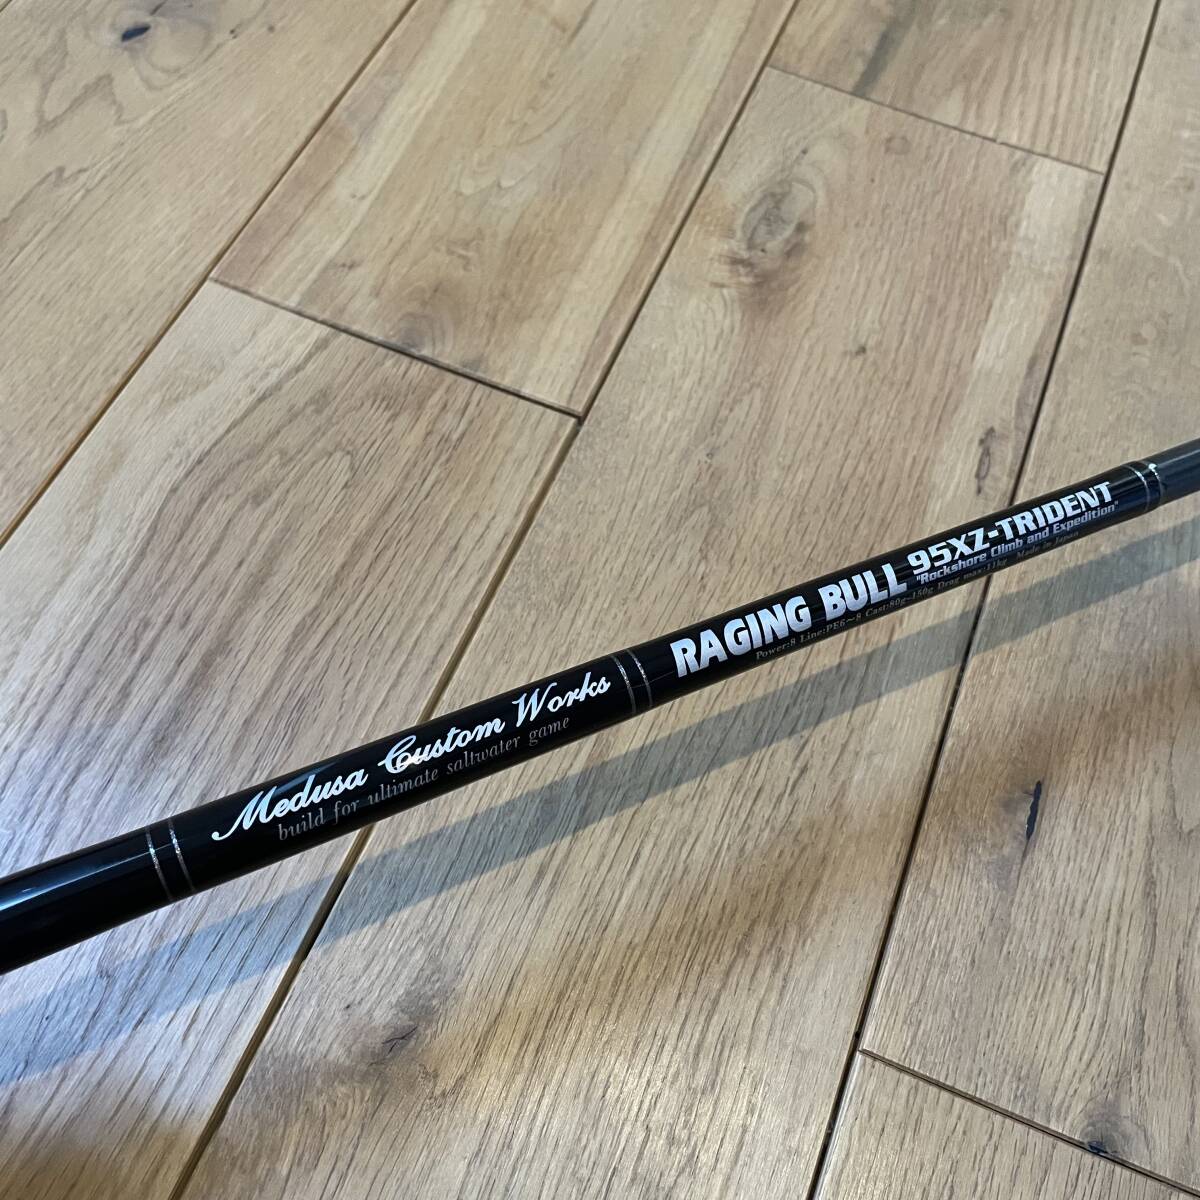 Medusa Custom Works
build for ultimate saltwater game
RAGING BULL 95XZ-TRIDENT
"Rockshore Climb and Expedition"
Power:8 Line:PE6~8 Cast:80g~150g Drag max:11kg Made in Japan